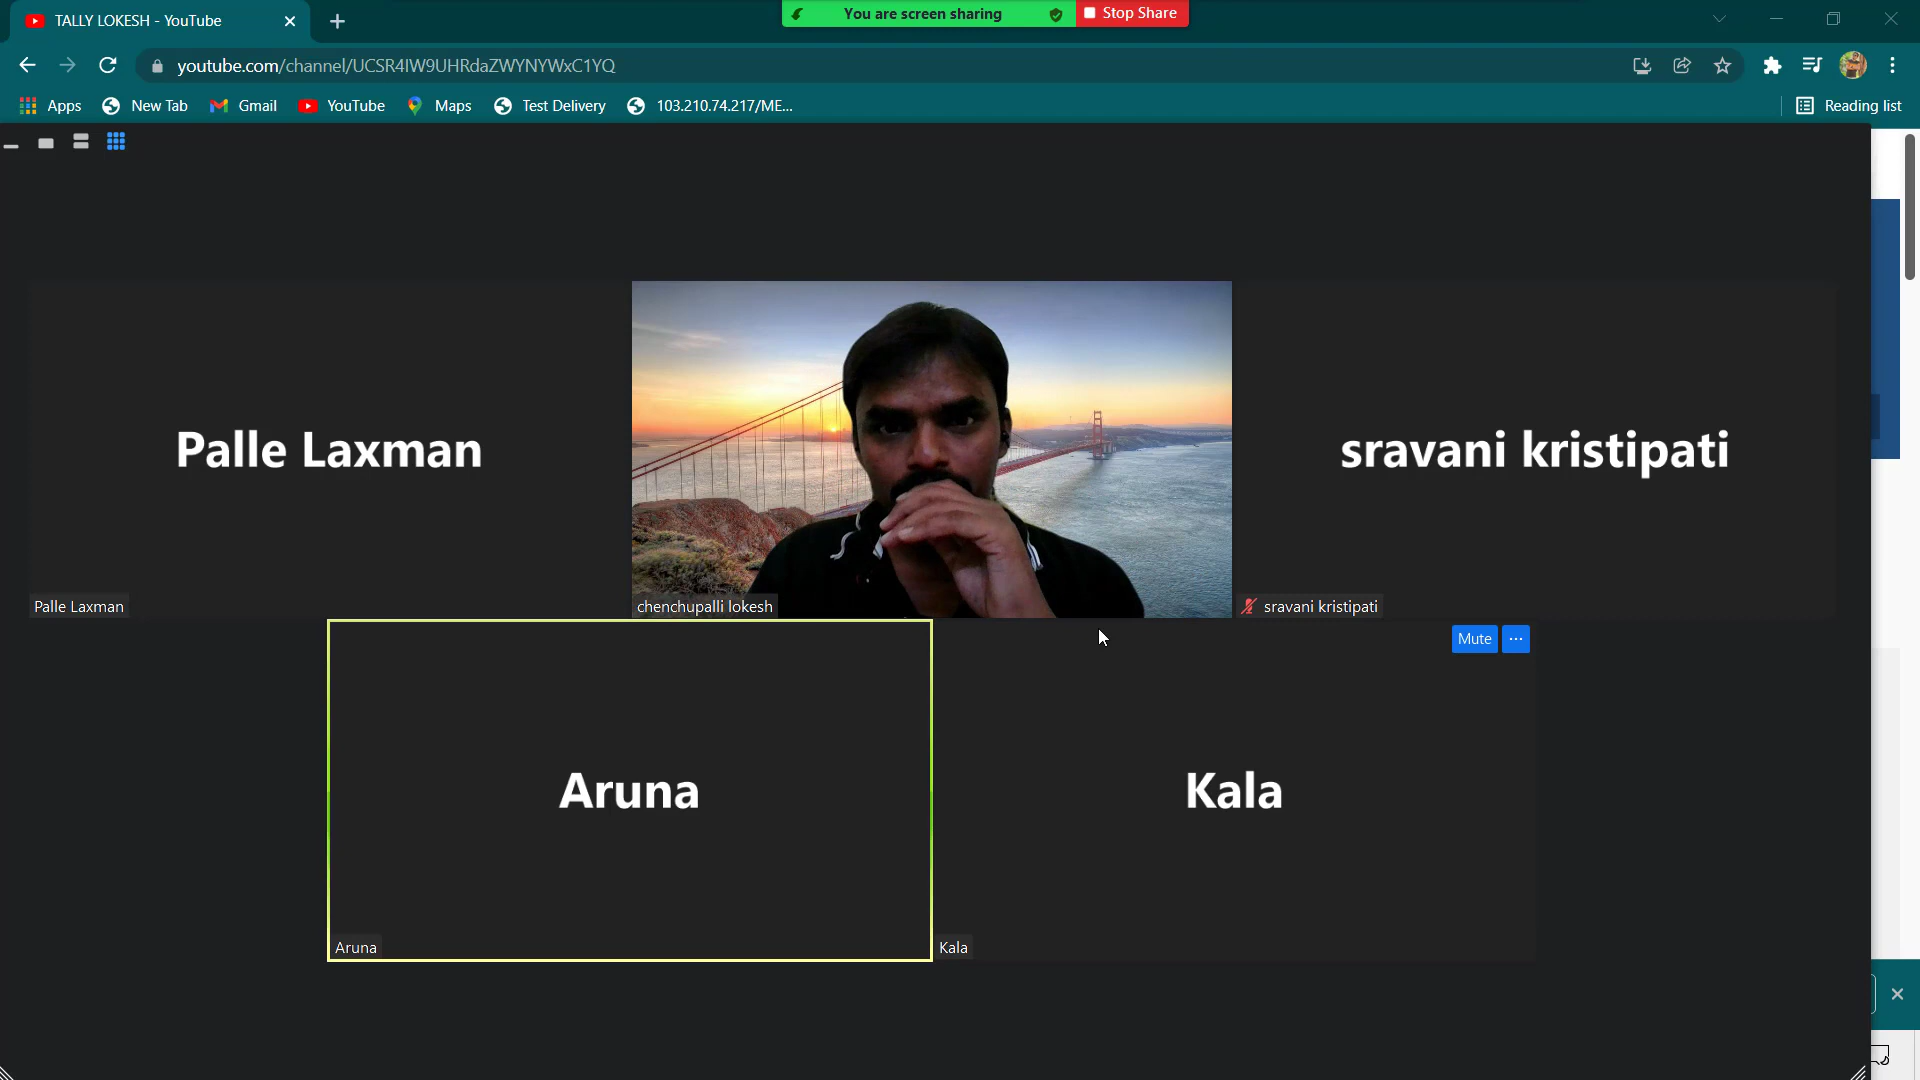 TALLY LOKESH - YouTube
You are screen sharing
Stop Share
youtube.com/channel/UCSR4IW9UHRdaZWYNYWxC1YQ
Apps
New Tab
Gmail
YouTube
Maps
Test Delivery
103.210.74.217/ME...
Reading list
Palle Laxman
sravani kristipati
Palle Laxman
chenchupalli lokesh
sravani kristipati
Mute
Aruna
Kala
Aruna
Kala